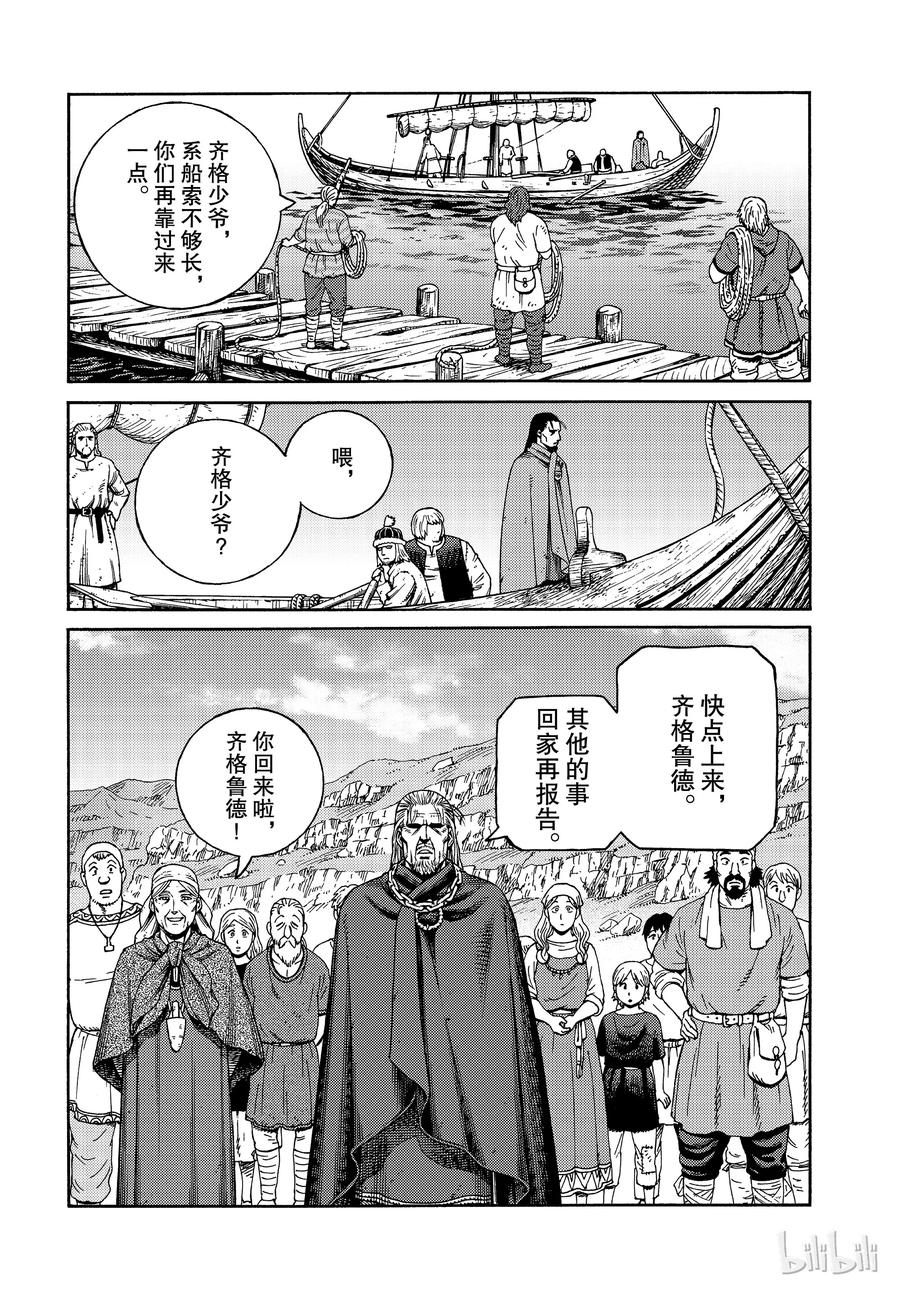 齐格少爷，
系船索不够长，
你们再靠过来
一点。
喂，
齐格少爷？
快点上来，
齐格鲁德。
其他的事
回家再报告。
你回来啦，
齐格鲁德！
bilibili